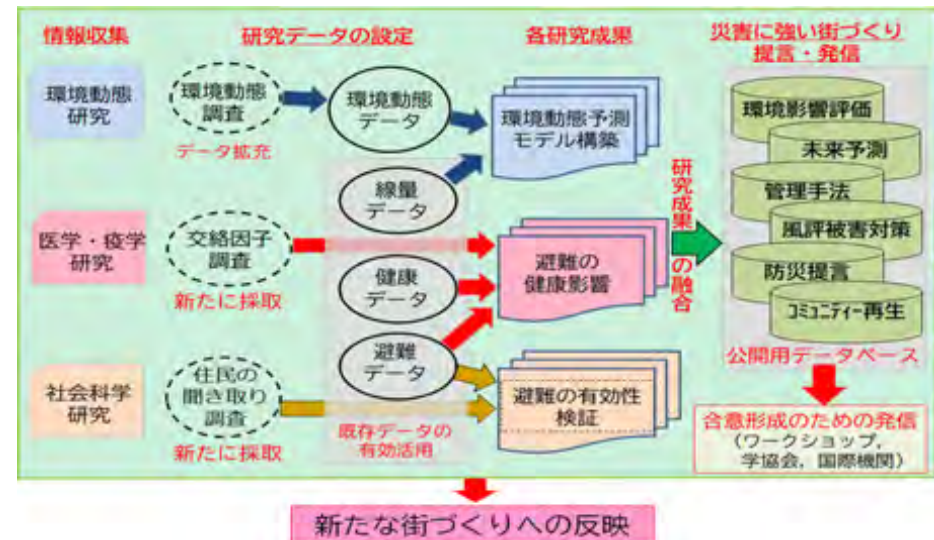 情報収集
研究データの設定
各研究成果
災害に強い街づくり
提言・発信
環境動態
研究
環境動態
調査
データ拡充
環境動態
データ
環境動態予測
モデル構築
線量
データ
医学・疫学
研究
交絡因子
調査
新たに採取
健康
データ
避難の
健康影響
避難
データ
社会科学
研究
住民の
聞き取り
調査
新たに採取
既存データの
有効活用
避難の有効性
検証
研究成果
の融合
環境影響評価
未来予測
管理手法
風評被害対策
防災提言
コミュニティー再生
公開用データベース
合意形成のための発信
（ワークショップ，
学協会，国際機関）
新たな街づくりへの反映